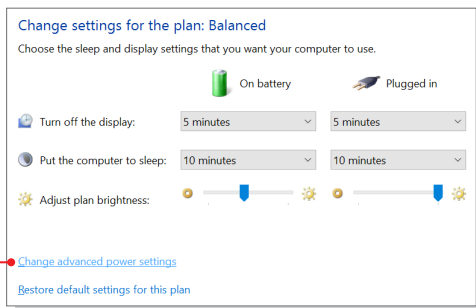 Change settings for the plan: Balanced
Choose the sleep and display settings that you want your computer to use.
On battery Plugged in
Turn off the display: 5 minutes 5 minutes
Put the computer to sleep: 10 minutes 10 minutes
Adjust plan brightness:
Change advanced power settings
Restore default settings for this plan